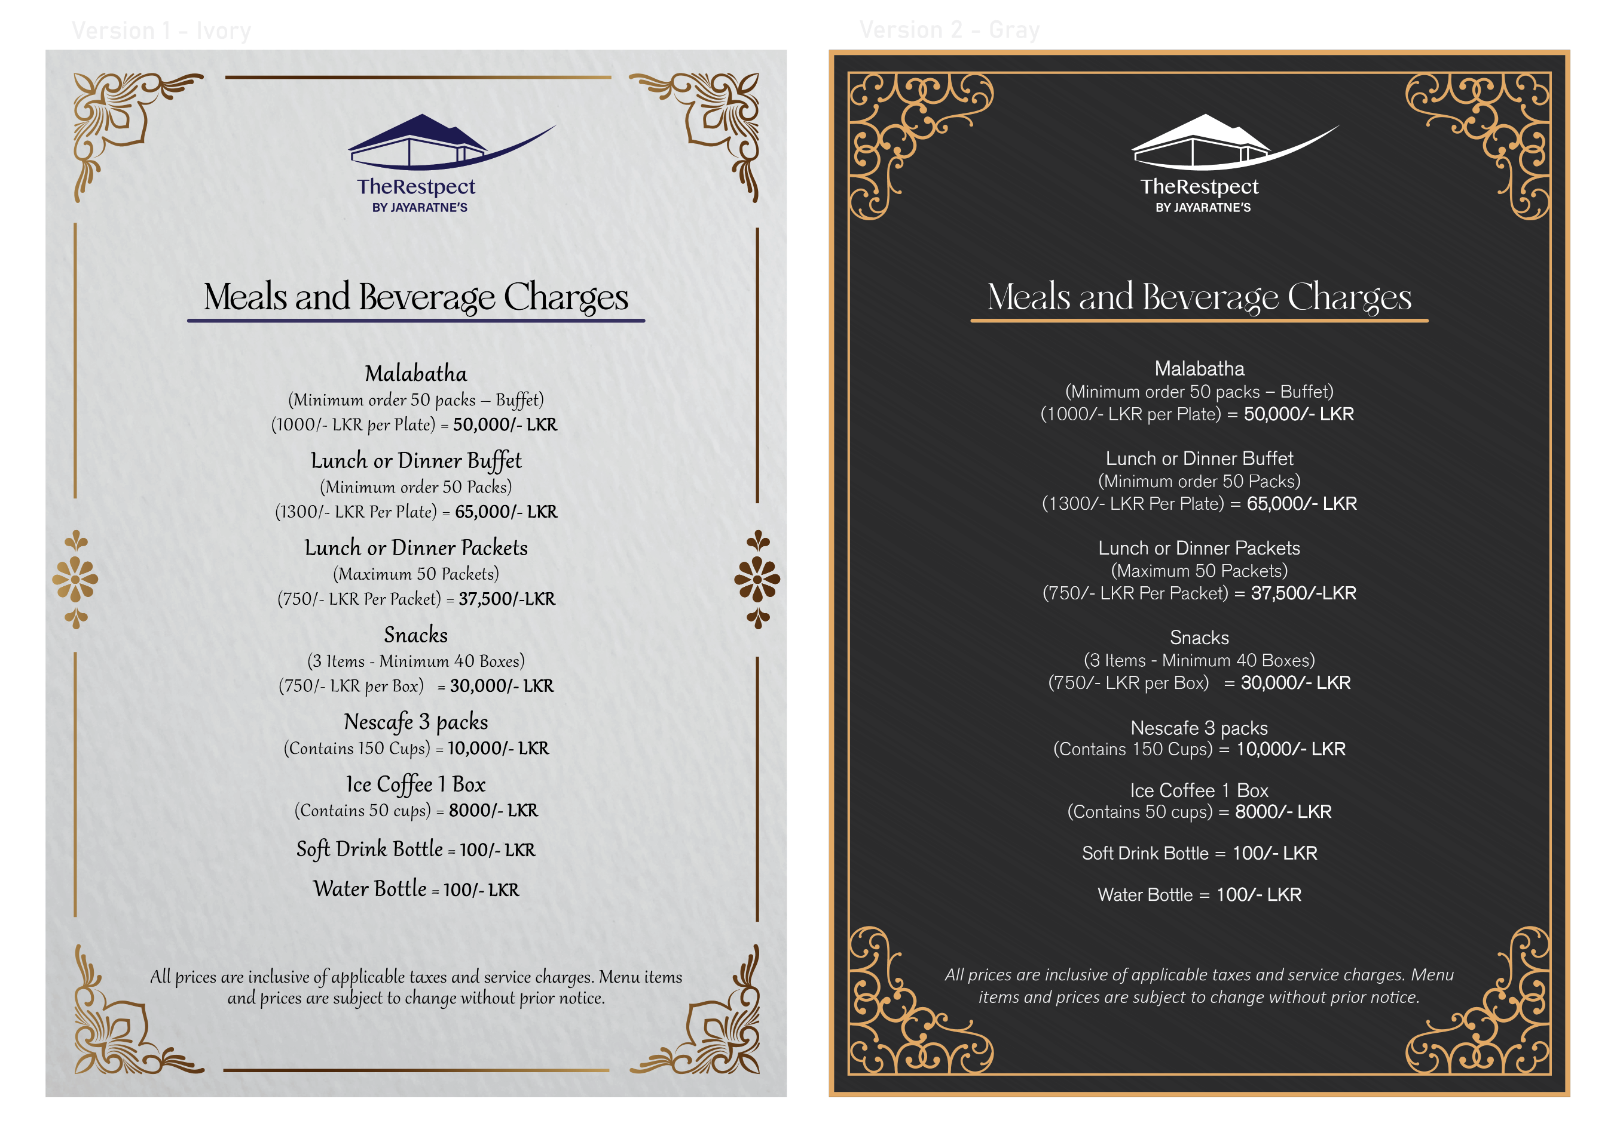 Version 1 - Ivory
TheRestpect
BY JAYARATNE'S
Meals and Beverage Charges
Malabatha
(Minimum order 50 packs – Buffet)
(1000/- LKR per Plate) = 50,000/- LKR
Lunch or Dinner Buffet
(Minimum order 50 Packs)
(1300/- LKR Per Plate) = 65,000/- LKR
Lunch or Dinner Packets
(Maximum 50 Packets)
(750/- LKR Per Packet) = 37,500/-LKR
Snacks
(3 Items - Minimum 40 Boxes)
(750/- LKR per Box) = 30,000/- LKR
Nescafe 3 packs
(Contains 150 Cups) = 10,000/- LKR
Ice Coffee 1 Box
(Contains 50 cups) = 8000/- LKR
Soft Drink Bottle = 100/- LKR
Water Bottle = 100/- LKR
All prices are inclusive of applicable taxes and service charges. Menu items
and prices are subject to change without prior notice.
Version 2 - Gray
TheRestpect
BY JAYARATNE'S
Meals and Beverage Charges
Malabatha
(Minimum order 50 packs – Buffet)
(1000/- LKR per Plate) = 50,000/- LKR
Lunch or Dinner Buffet
(Minimum order 50 Packs)
(1300/- LKR Per Plate) = 65,000/- LKR
Lunch or Dinner Packets
(Maximum 50 Packets)
(750/- LKR Per Packet) = 37,500/-LKR
Snacks
(3 Items - Minimum 40 Boxes)
(750/- LKR per Box) = 30,000/- LKR
Nescafe 3 packs
(Contains 150 Cups) = 10,000/- LKR
Ice Coffee 1 Box
(Contains 50 cups) = 8000/- LKR
Soft Drink Bottle = 100/- LKR
Water Bottle = 100/- LKR
All prices are inclusive of applicable taxes and service charges. Menu
items and prices are subject to change without prior notice.